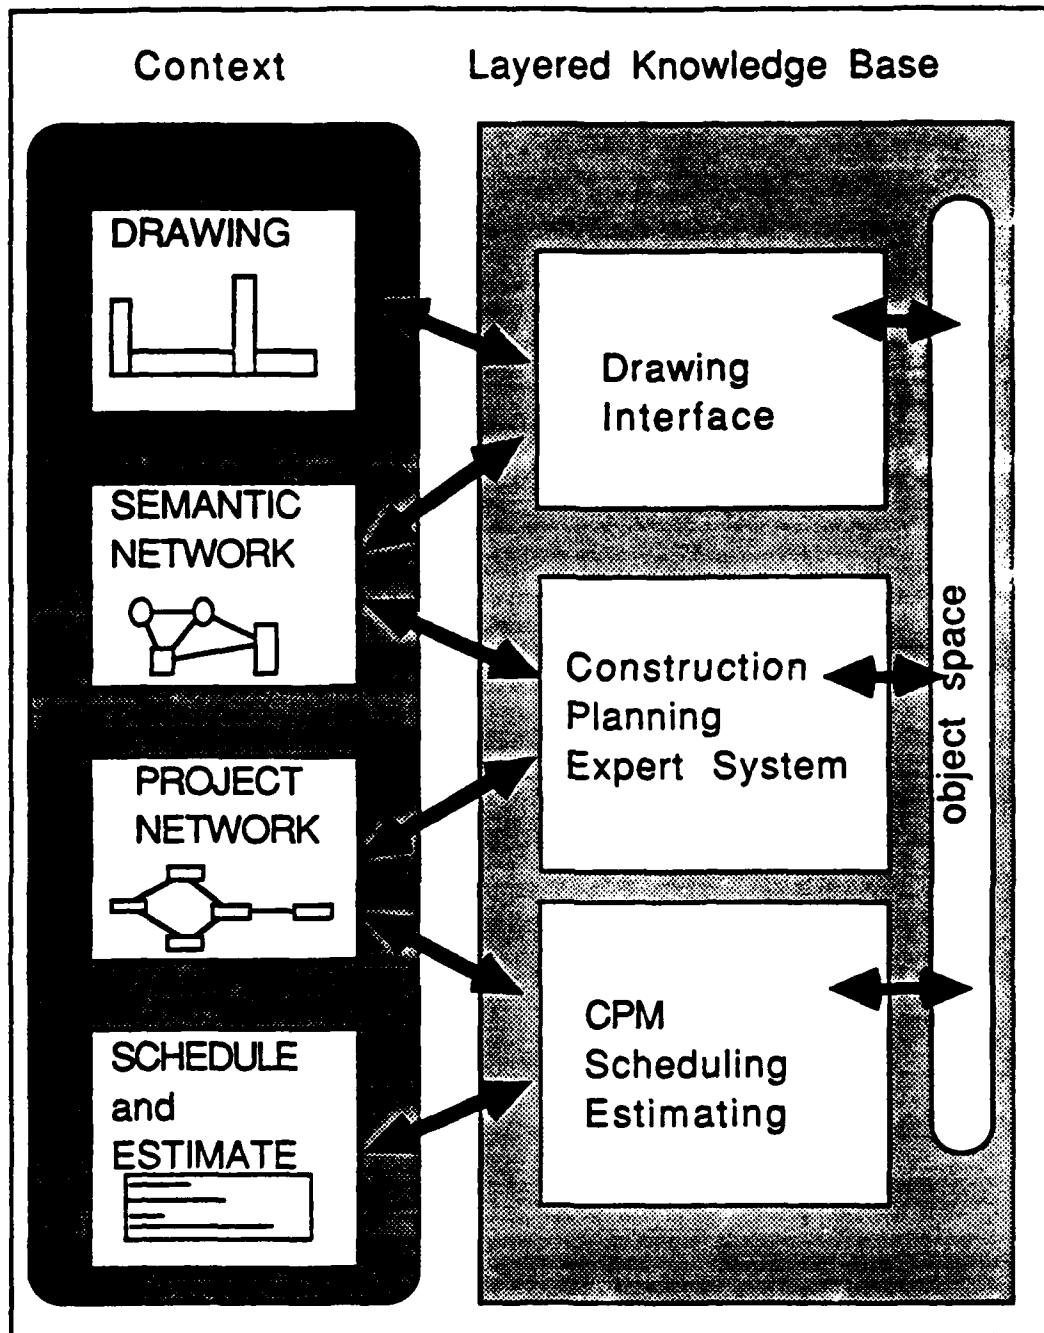 Context
Layered Knowledge Base
DRAWING
SEMANTIC
NETWORK
PROJECT
NETWORK
SCHEDULE
and
ESTIMATE
Drawing
Interface
Construction
Planning
Expert System
CPM
Scheduling
Estimating
object space